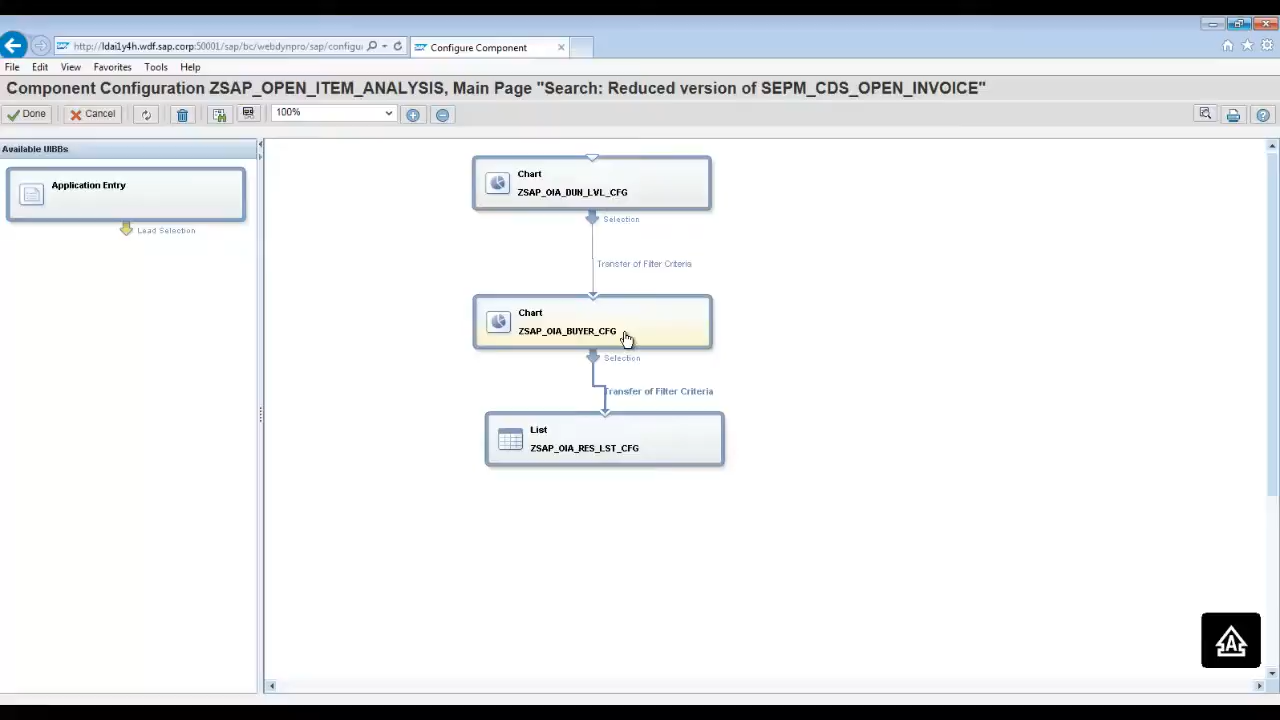 http://ldai1y4h.wdf.sap.corp:50001/sap/bc/webdynpro/sap/configu
Configure Component
File Edit View Favorites Tools Help
Component Configuration ZSAP_OPEN_ITEM_ANALYSIS, Main Page "Search: Reduced version of SEPM_CDS_OPEN_INVOICE"
Done Cancel 100%
Available UIBBs
Application Entry
Lead Selection
Chart
ZSAP_OIA_DUN_LVL_CFG
Selection
Transfer of Filter Criteria
Chart
ZSAP_OIA_BUYER_CFG
Selection
Transfer of Filter Criteria
List
ZSAP_OIA_RES_LST_CFG
A